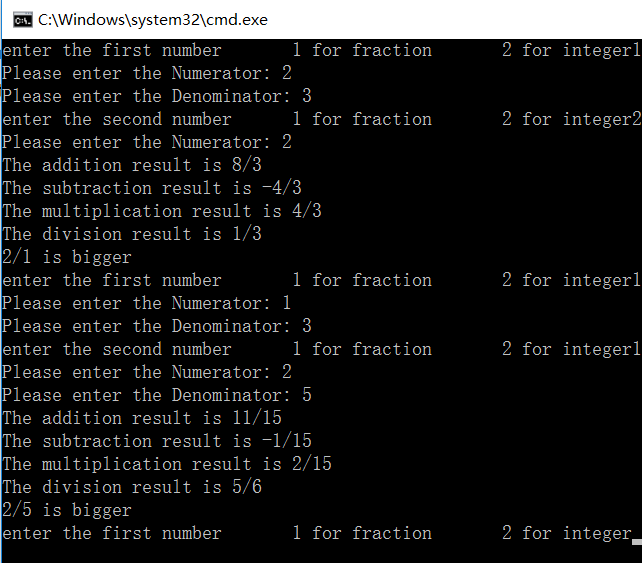 C:\Windows\system32\cmd.exe
enter the first number 1 for fraction 2 for integer1
Please enter the Numerator: 2
Please enter the Denominator: 3
enter the second number 1 for fraction 2 for integer2
Please enter the Numerator: 2
The addition result is 8/3
The subtraction result is -4/3
The multiplication result is 4/3
The division result is 1/3
2/1 is bigger
enter the first number 1 for fraction 2 for integer1
Please enter the Numerator: 1
Please enter the Denominator: 3
enter the second number 1 for fraction 2 for integer1
Please enter the Numerator: 2
Please enter the Denominator: 5
The addition result is 11/15
The subtraction result is -1/15
The multiplication result is 2/15
The division result is 5/6
2/5 is bigger
enter the first number 1 for fraction 2 for integer